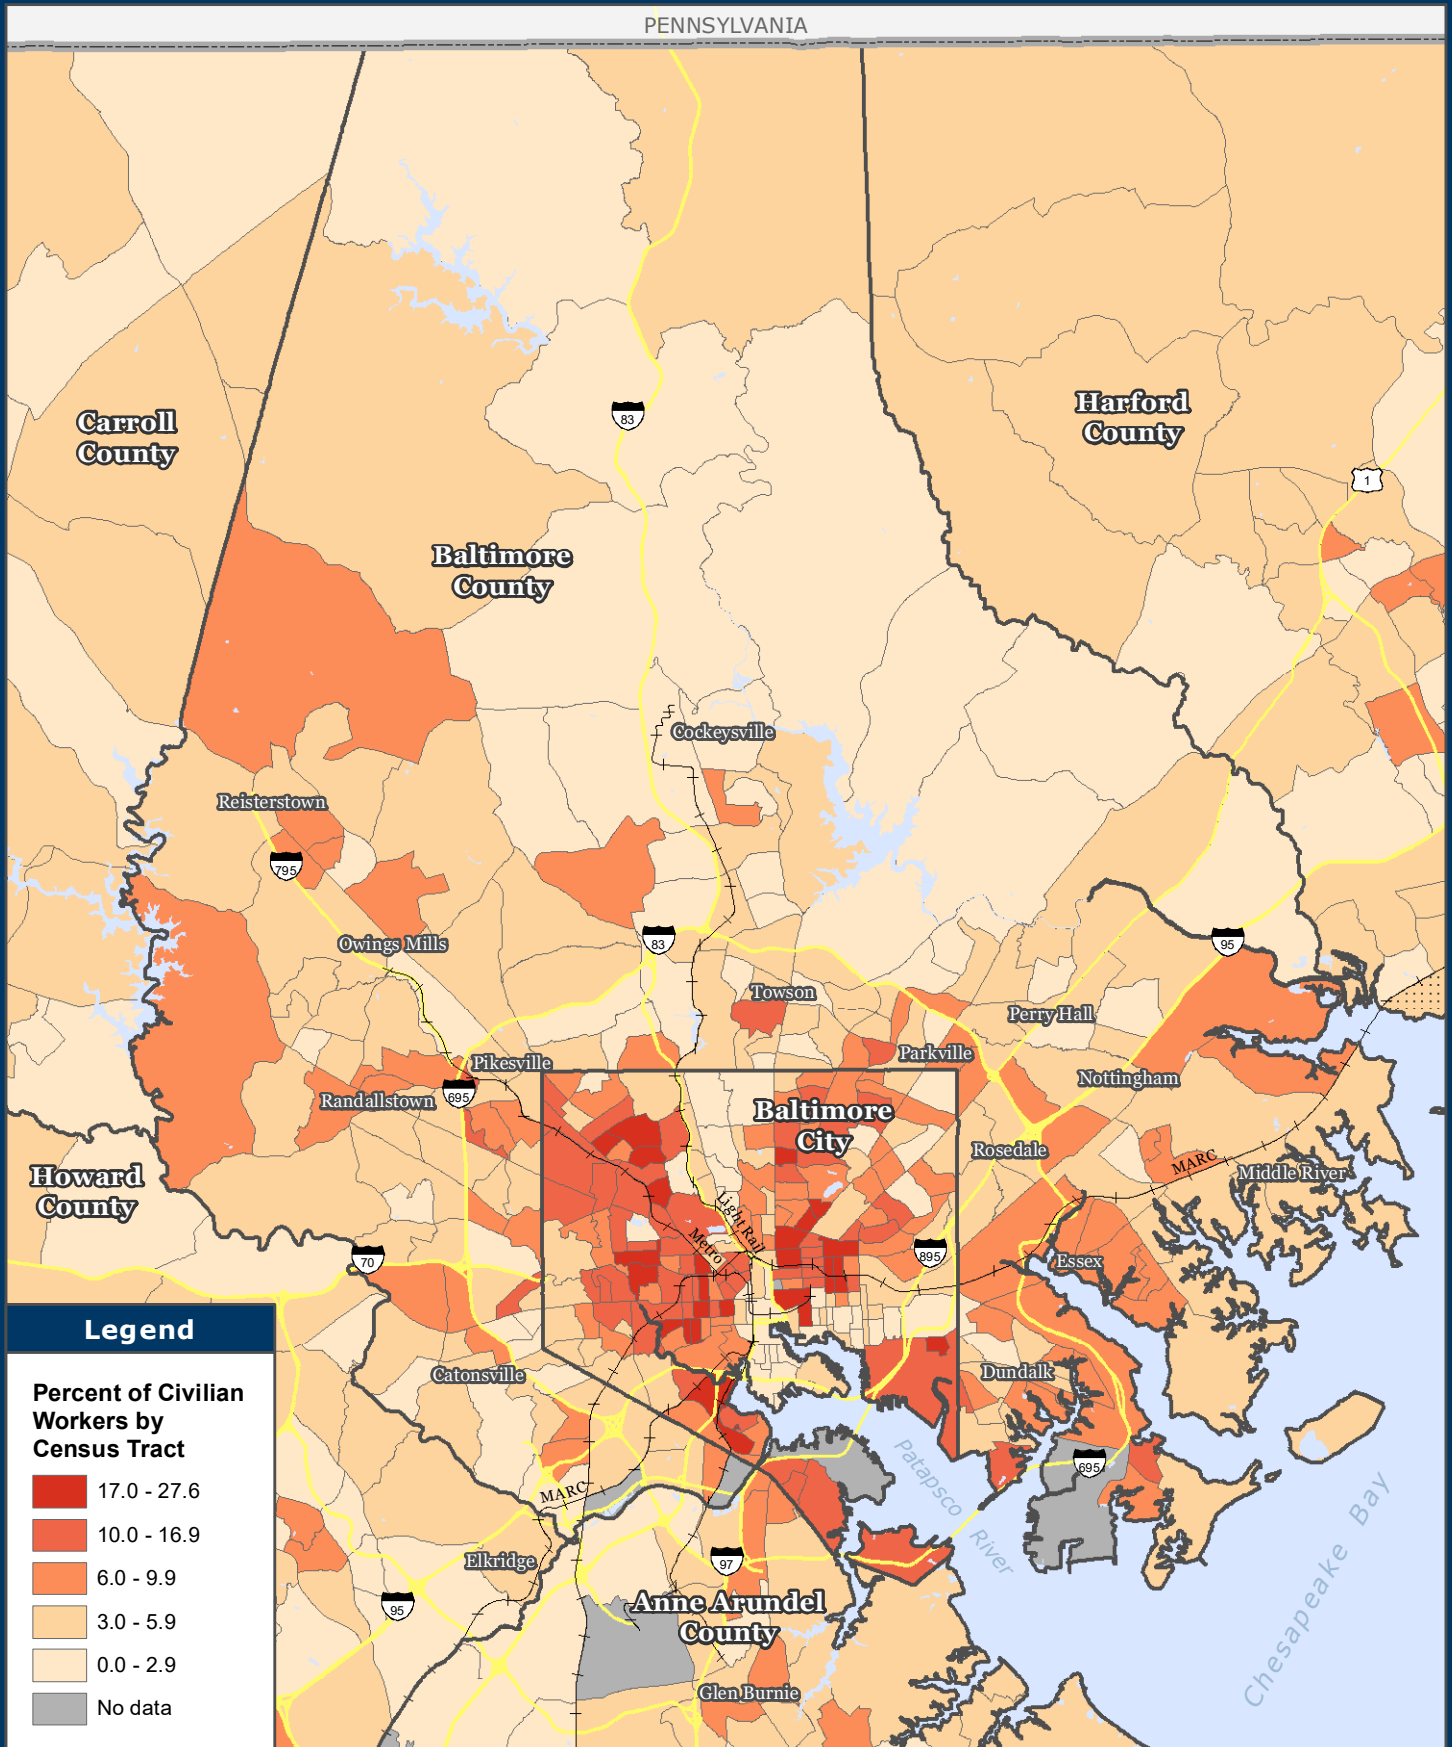 PENNSYLVANIA
Carroll
County
Harford
County
83
1
Baltimore
County
Cockeysville
Reisterstown
795
Owings Mills
83
95
Towson
Perry Hall
Parkville
Pikesville
Nottingham
695
Randallstown
Baltimore
City
Rosedale
MARC
Middle River
Howard
County
Light Rail
Metro
70
895
Essex
Dundalk
Catonsville
695
Patapsco River
MARC
Elkridge
97
95
Anne Arundel
County
Glen Burnie
Chesapeake Bay
Legend
Percent of Civilian
Workers by
Census Tract
17.0 - 27.6
10.0 - 16.9
6.0 - 9.9
3.0 - 5.9
0.0 - 2.9
No data